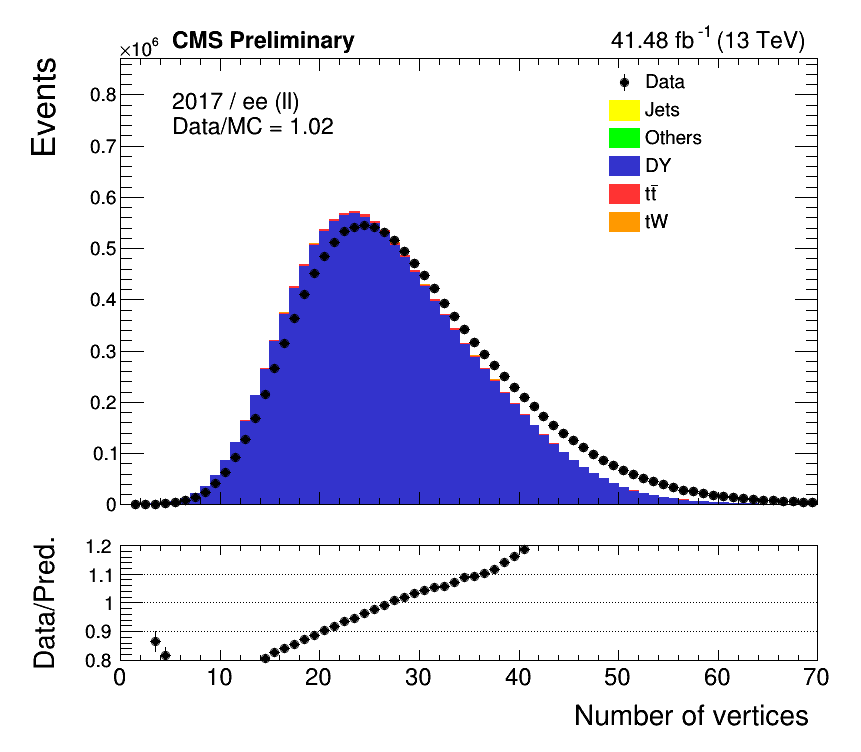 ×10⁶ CMS Preliminary 41.48 fb⁻¹ (13 TeV)
Events
2017 / ee (ll)
Data/MC = 1.02
Data
Jets
Others
DY
tt̄
tW
0.8
0.7
0.6
0.5
0.4
0.3
0.2
0.1
0
Data/Pred.
1.2
1.1
1
0.9
0.8
0 10 20 30 40 50 60 70
Number of vertices